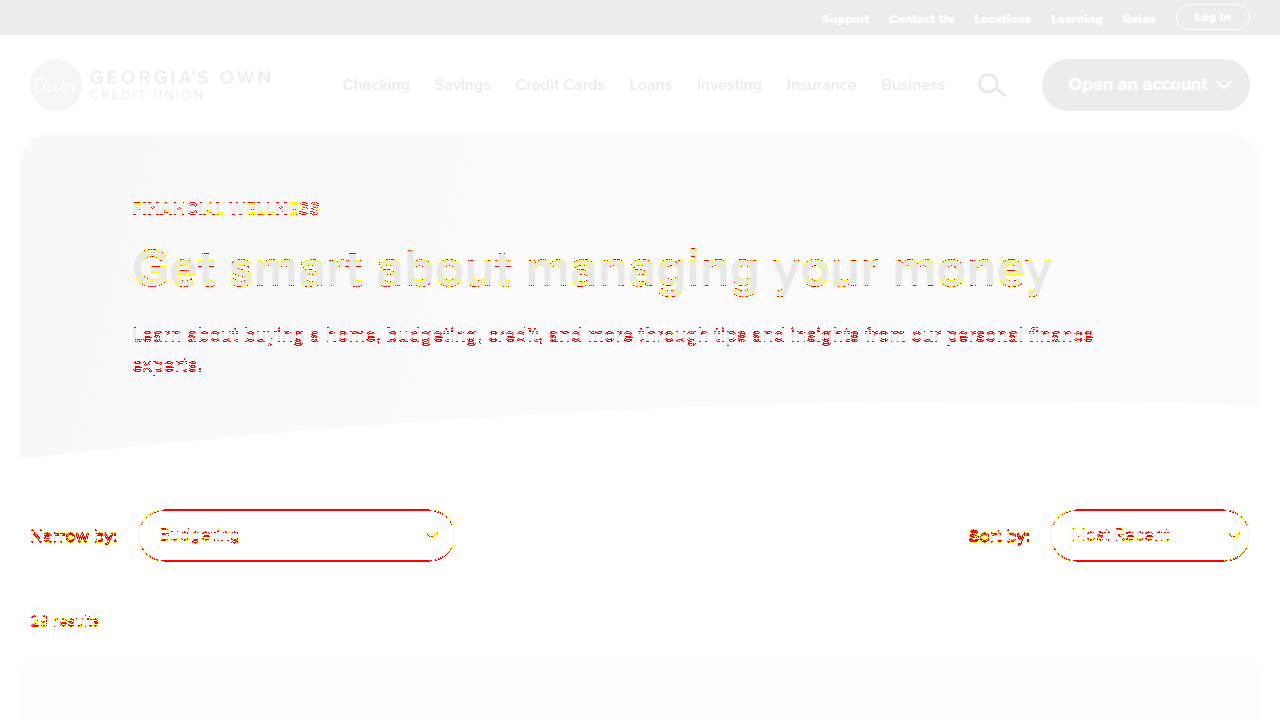 Support Contact Us Locations Learning Rates Log In
Own GEORGIA'S OWN
CREDIT UNION
Checking Savings Credit Cards Loans Investing Insurance Business Open an account
FINANCIAL WELLNESS
Get smart about managing your money
Learn about buying a home, budgeting, credit, and more through tips and insights from our personal finance
experts.
Narrow by: Budgeting Sort by: Most Recent
29 results